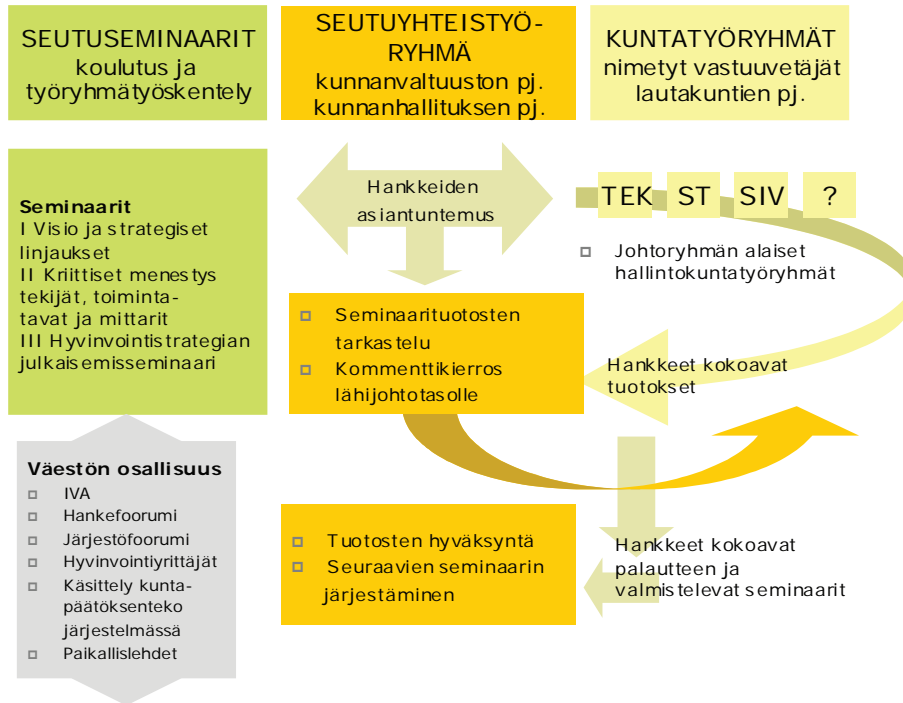 SEUTUSEMINAARIT
koulutus ja
työryhmätyöskentely
SEUTUYHTEISTYÖ-
RYHMÄ
kunnanvaltuuston pj.
kunnanhallituksen pj.
KUNTATYÖRYHMÄT
nimetyt vastuuvetäjät
lautakuntien pj.
Seminaarit
I Visio ja strategiset
linjaukset
II Kriittiset menestys
tekijät, toiminta-
tavat ja mittarit
III Hyvinvointistrategian
julkaisemisseminaari
Hankkeiden
asiantuntemus
TEK ST SIV ?
Johtoryhmän alaiset
hallintokuntatyöryhmät
Seminaarituotosten
tarkastelu
Kommenttikierros
lähijohtotasolle
Hankkeet kokoavat
tuotokset
Väestön osallisuus
IVA
Hankefoorumi
Järjestöfoorumi
Hyvinvointiyrittäjät
Käsittely kunta-
päätöksenteko
järjestelmässä
Paikallislehdet
Tuotosten hyväksyntä
Seuraavien seminaarin
järjestäminen
Hankkeet kokoavat
palautteen ja
valmistelevat seminaarit